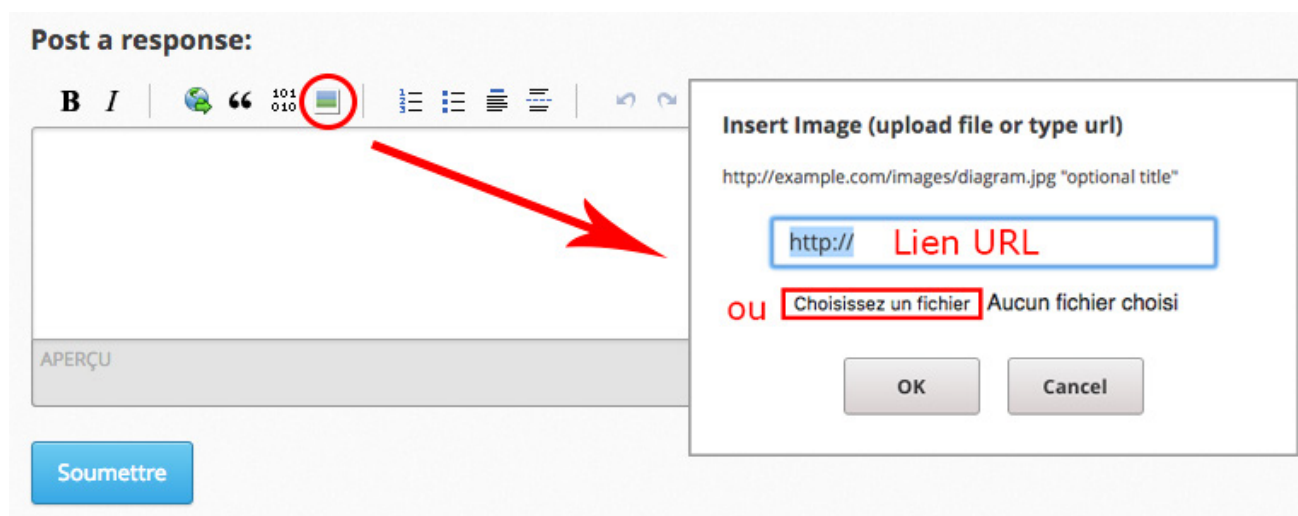 Post a response:
B I “ 101
010
Insert Image (upload file or type url)
http://example.com/images/diagram.jpg "optional title"
http:// Lien URL
ou Choisissez un fichier Aucun fichier choisi
OK Cancel
APERÇU
Soumettre